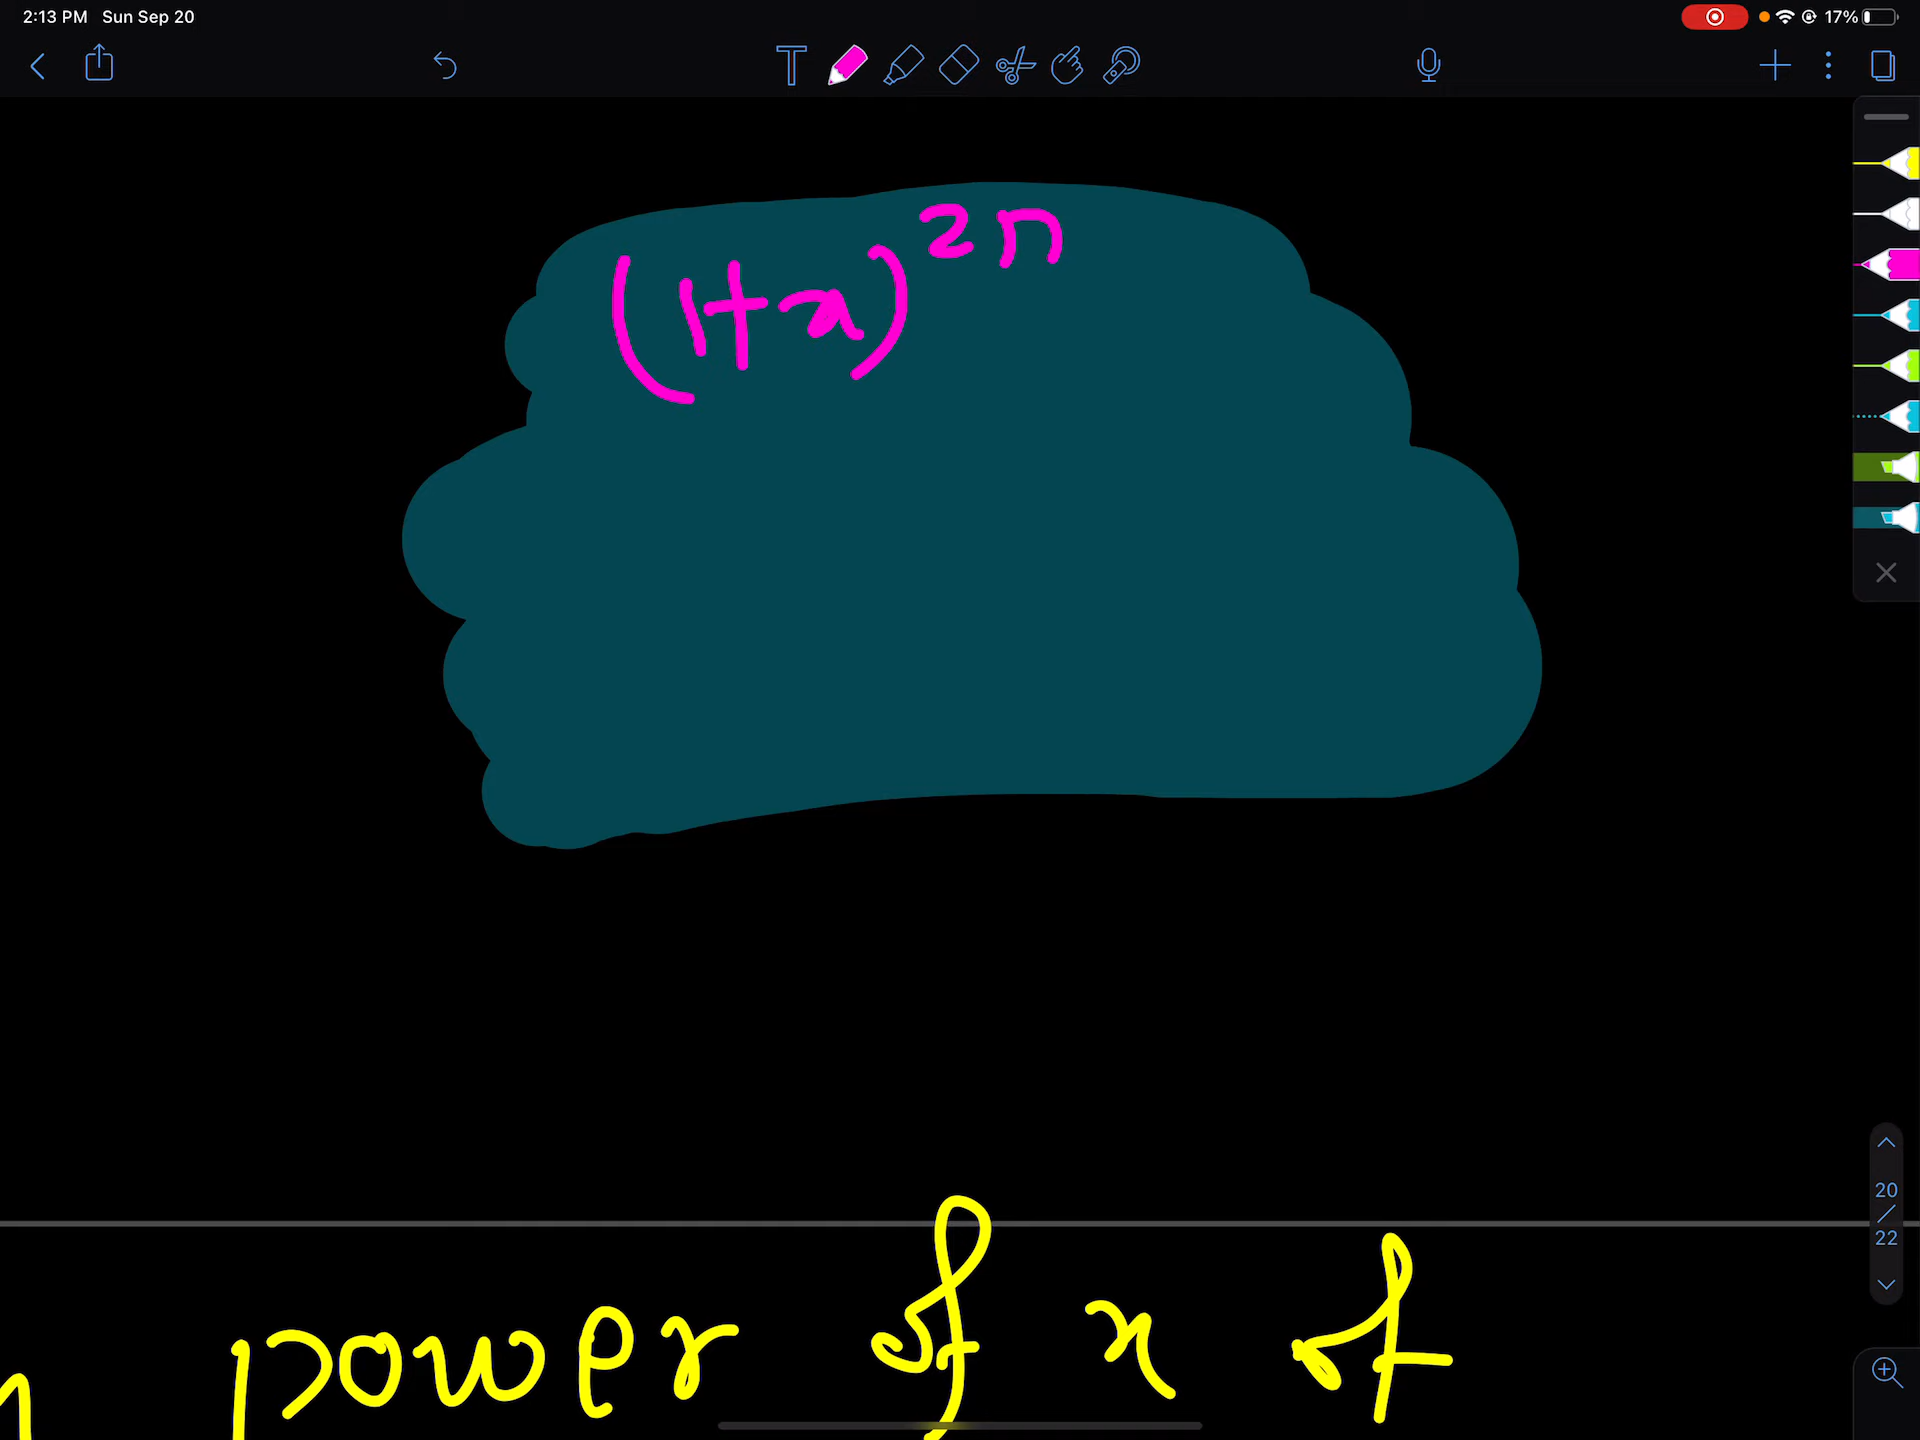 2:13 PM Sun Sep 20
17%
T
(1+x)^2n
20
/
22
power of x of